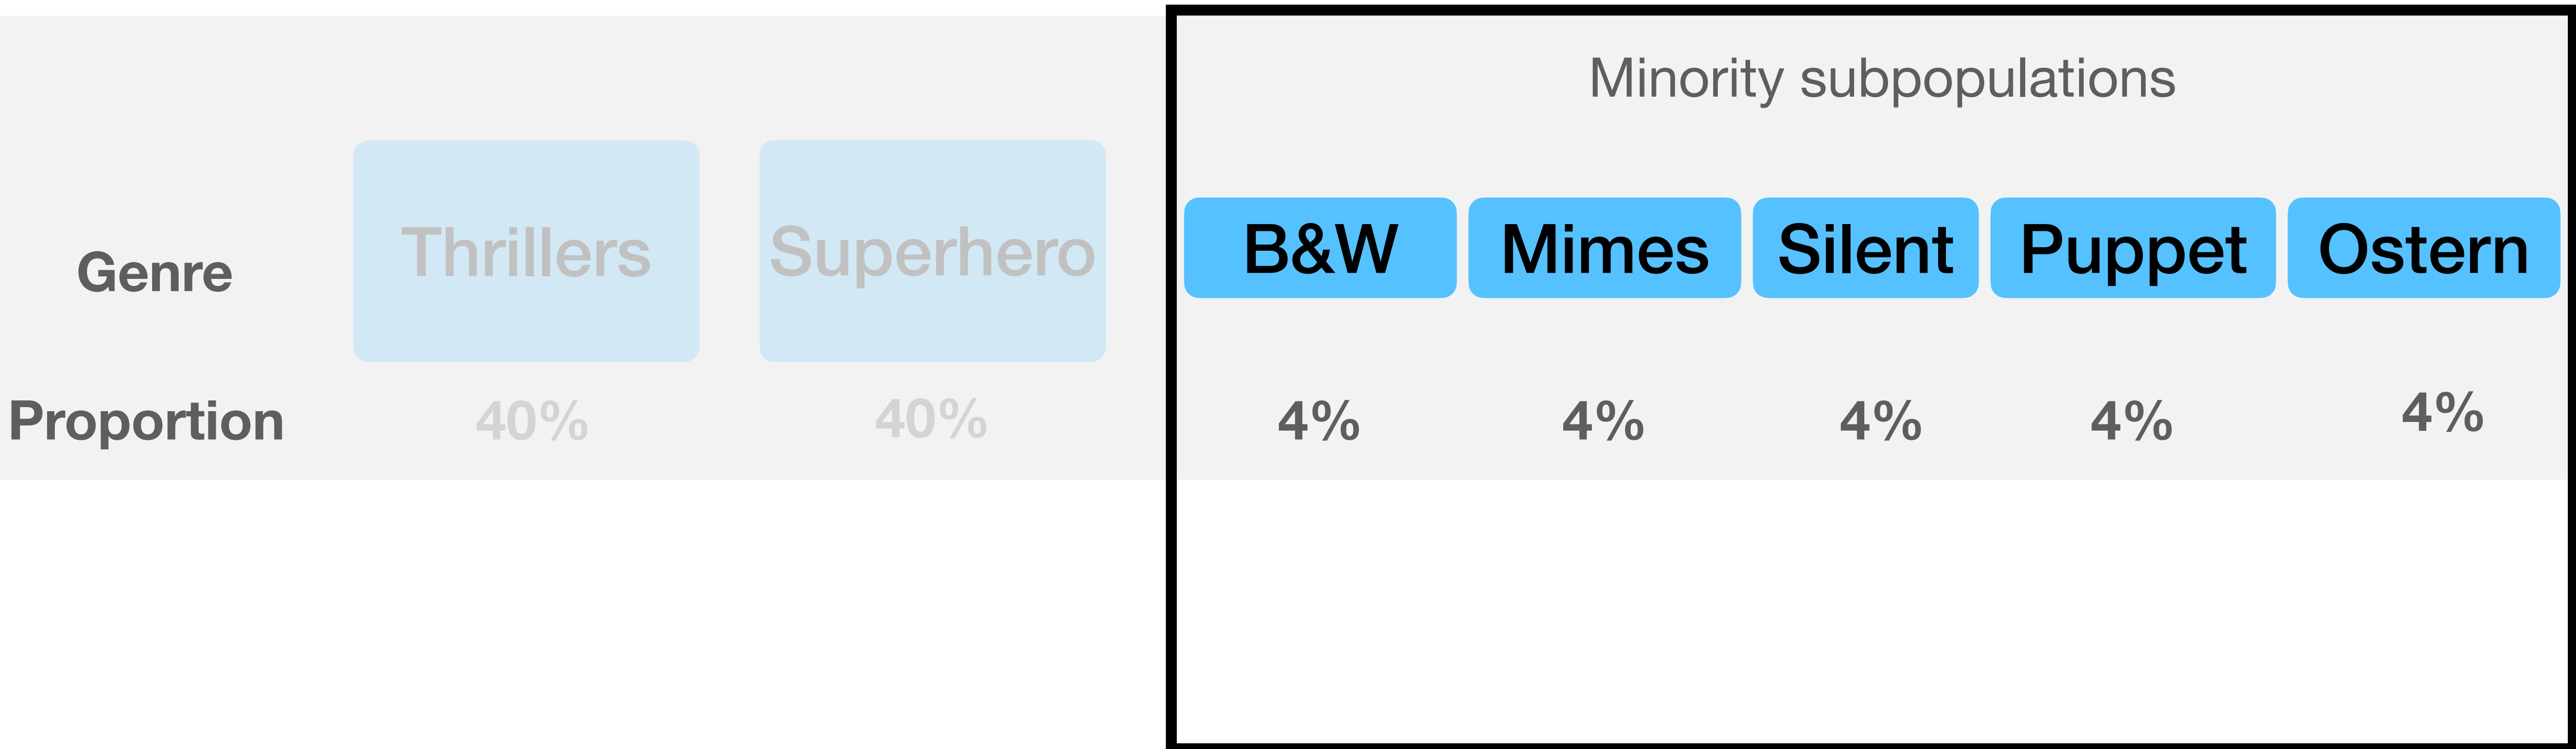 Minority subpopulations
Genre Thrillers Superhero B&W Mimes Silent Puppet Ostern
Proportion 40% 40% 4% 4% 4% 4% 4%